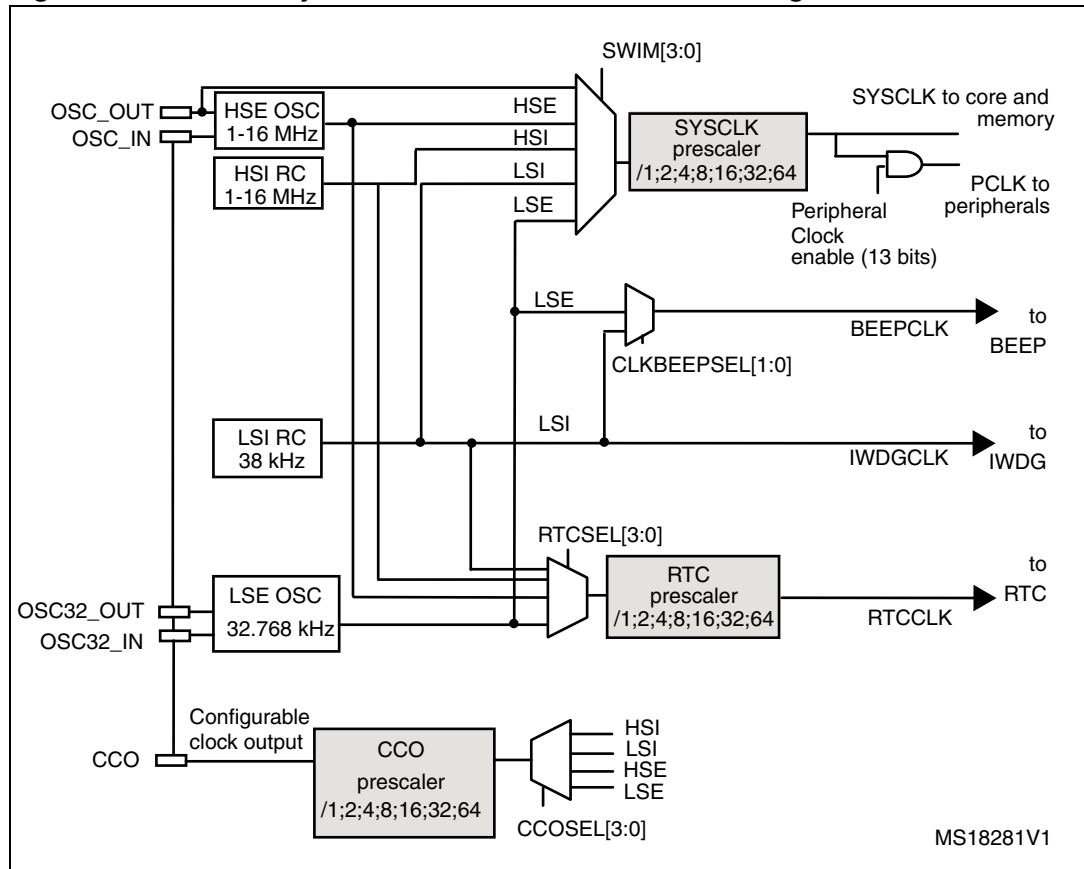 SWIM[3:0]
OSC_OUT
OSC_IN
HSE OSC
1-16 MHz
HSI RC
1-16 MHz
HSE
HSI
LSI
LSE
SYSCLK
prescaler
/1;2;4;8;16;32;64
SYSCLK to core and
memory
PCLK to
peripherals
Peripheral
Clock
enable (13 bits)
LSE
BEEPCLK
to
BEEP
CLKBEEPSEL[1:0]
LSI RC
38 kHz
LSI
IWDGCLK
to
IWDG
RTCSEL[3:0]
OSC32_OUT
OSC32_IN
LSE OSC
32.768 kHz
RTC
prescaler
/1;2;4;8;16;32;64
RTCCLK
to
RTC
Configurable
clock output
CCO
CCO
prescaler
/1;2;4;8;16;32;64
HSI
LSI
HSE
LSE
CCOSEL[3:0]
MS18281V1